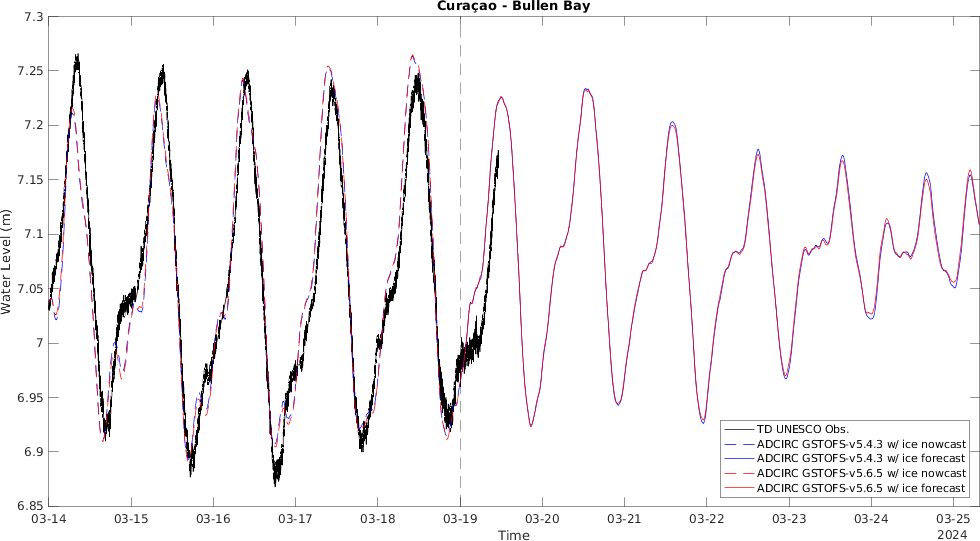 Curaçao - Bullen Bay
7.3
7.25
7.2
7.15
7.1
7.05
7
6.95
6.9
6.85
Water Level (m)
TD UNESCO Obs.
ADCIRC GSTOFS-v5.4.3 w/ ice nowcast
ADCIRC GSTOFS-v5.4.3 w/ ice forecast
ADCIRC GSTOFS-v5.6.5 w/ ice nowcast
ADCIRC GSTOFS-v5.6.5 w/ ice forecast
03-14 03-15 03-16 03-17 03-18 03-19 03-20 03-21 03-22 03-23 03-24 03-25
Time
2024